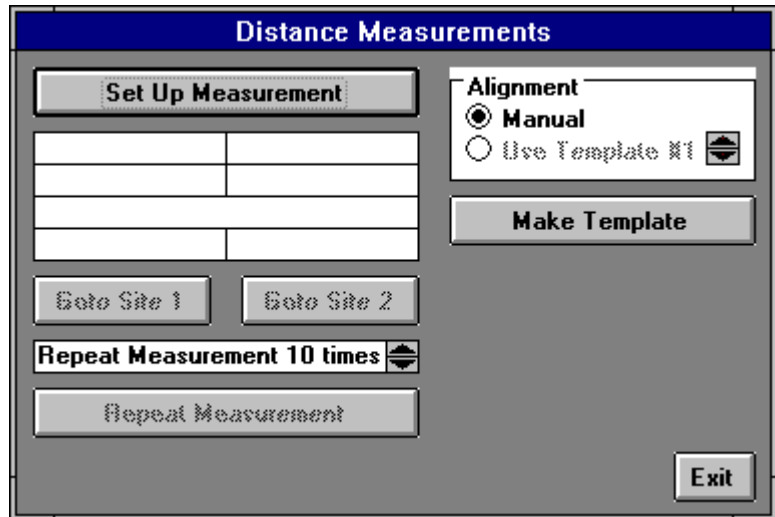 Distance Measurements
Set Up Measurement
Alignment
Manual
Use Template #1
Make Template
Goto Site 1
Goto Site 2
Repeat Measurement 10 times
Repeat Measurement
Exit